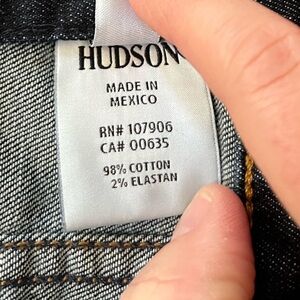 HUDSON
MADE IN
MEXICO
RN# 107906
CA# 00635
98% COTTON
2% ELASTAN